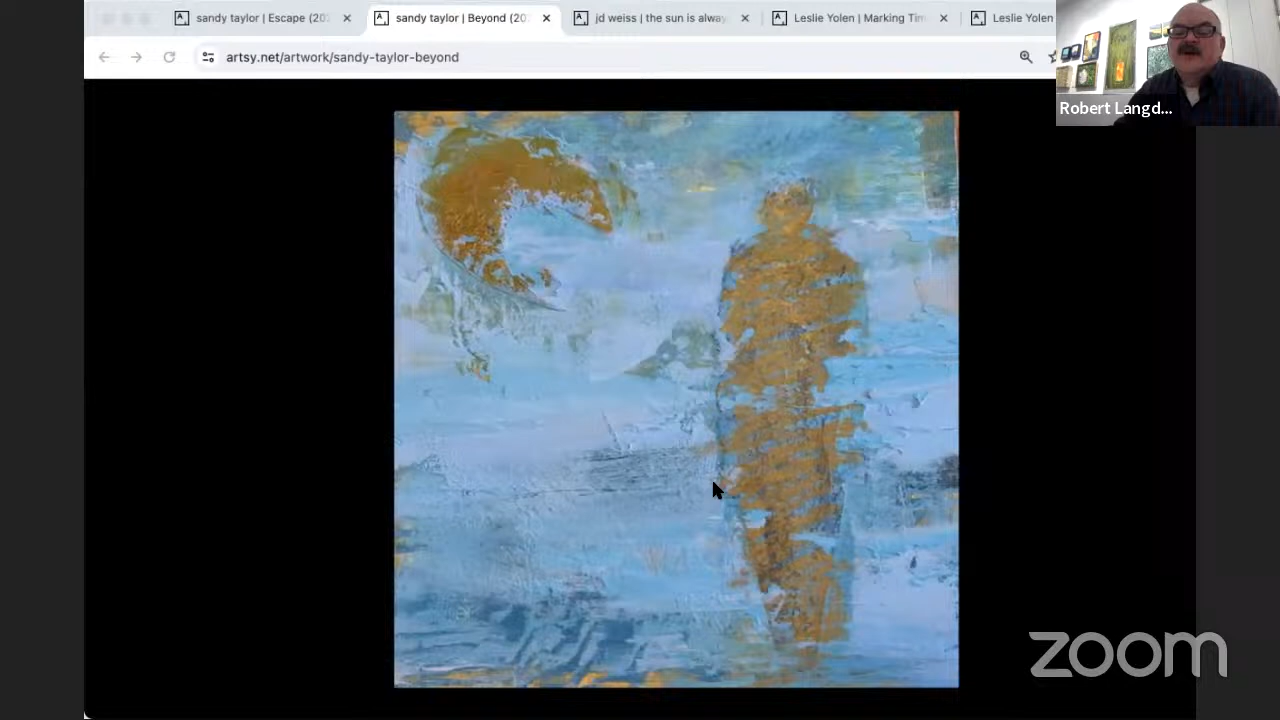 sandy taylor | Escape (20
sandy taylor | Beyond (20
jd weiss | the sun is alway
Leslie Yolen | Marking Tim
Leslie Yolen
artsy.net/artwork/sandy-taylor-beyond
Robert Langd...
zoom